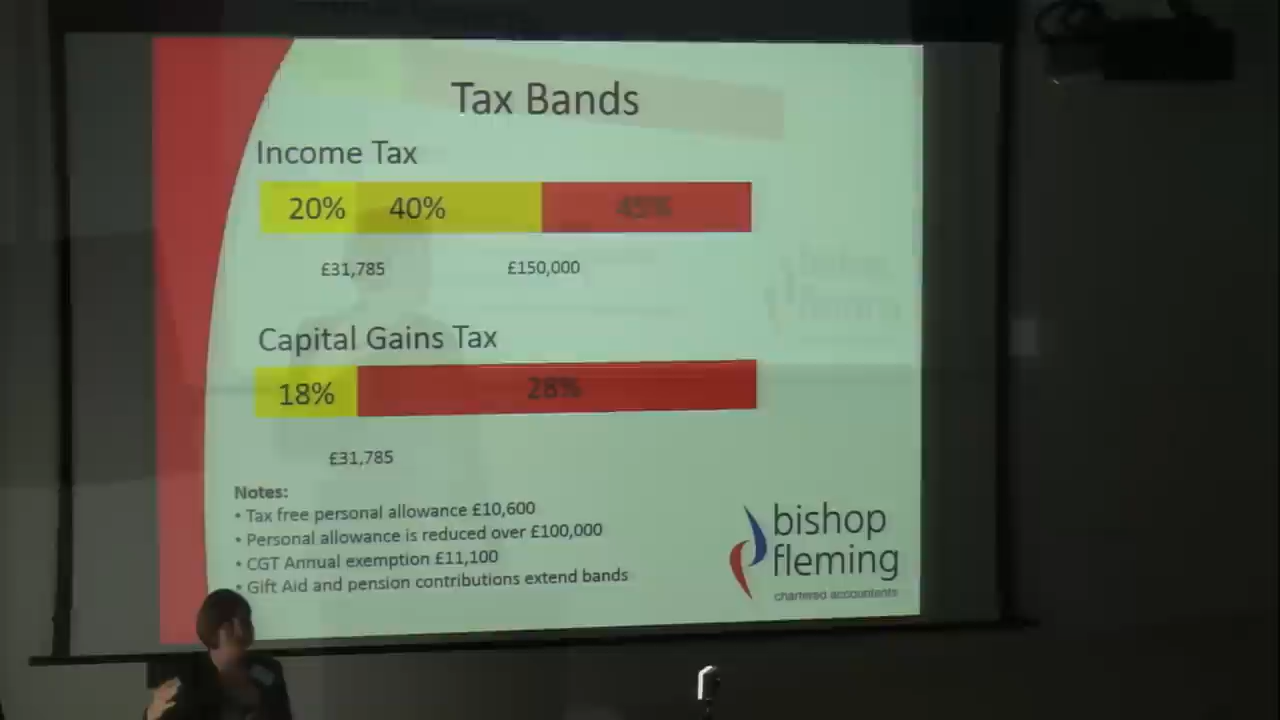 Tax Bands
Income Tax
20% 40% 45%
£31,785 £150,000
Capital Gains Tax
18% 28%
£31,785
Notes:
• Tax free personal allowance £10,600
• Personal allowance is reduced over £100,000
• CGT Annual exemption £11,100
• Gift Aid and pension contributions extend bands
bishop
fleming
chartered accountants